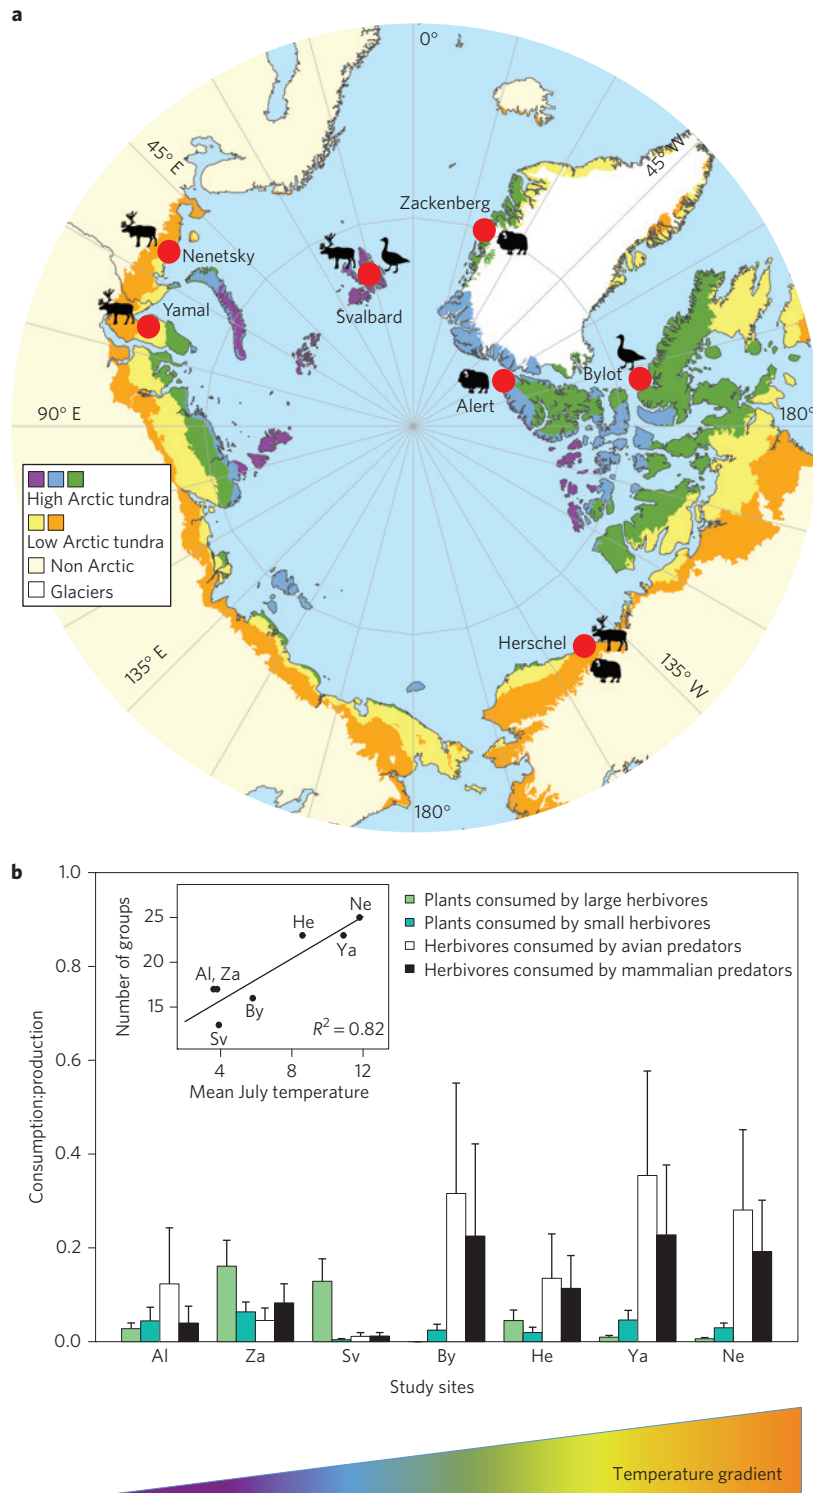 a
0°
45° E
45° W
Zackenberg
Nenetsky
Yamal
Svalbard
Bylot
Alert
90° E
180°
High Arctic tundra
Low Arctic tundra
Non Arctic
Glaciers
Herschel
135° E
135° W
180°
b
1.0
0.8
0.6
0.4
0.2
0.0
Consumption:production
Number of groups
25
20
15
Ne
He
Ya
Al, Za
By
Sv
R² = 0.82
4
8
12
Mean July temperature
Plants consumed by large herbivores
Plants consumed by small herbivores
Herbivores consumed by avian predators
Herbivores consumed by mammalian predators
Al
Za
Sv
By
He
Ya
Ne
Study sites
Temperature gradient